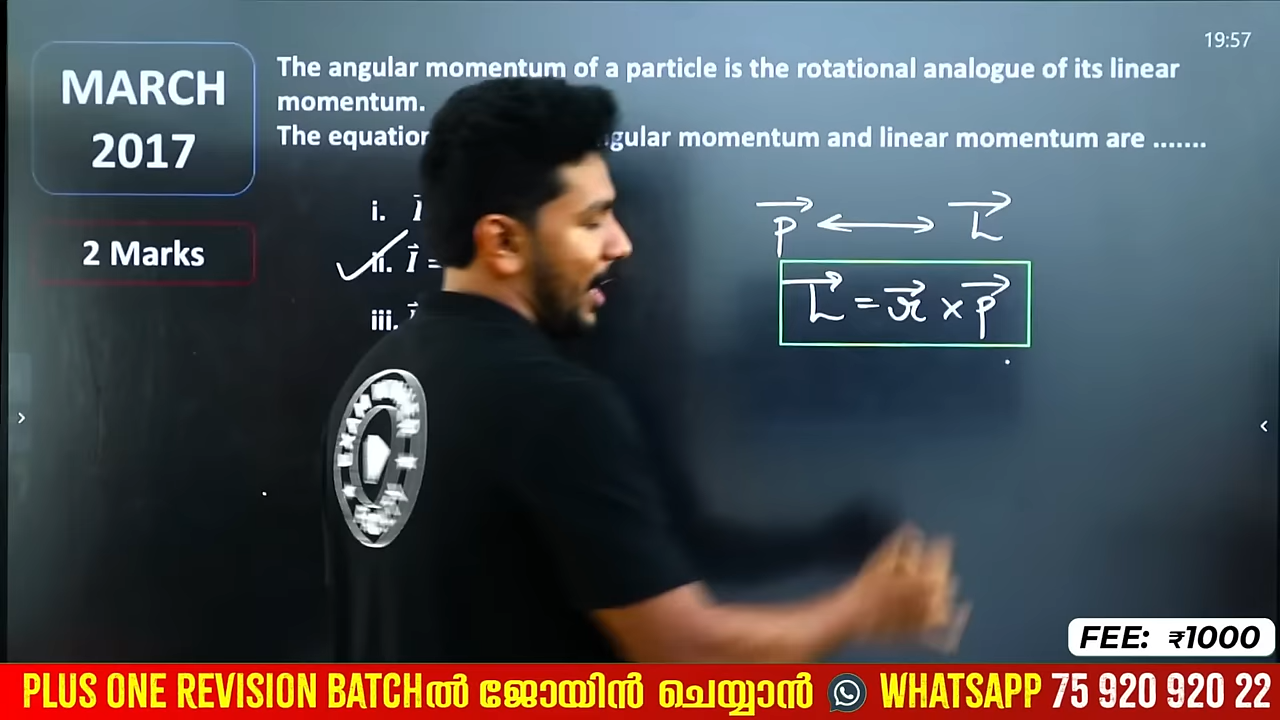 19:57
MARCH
2017
2 Marks
The angular momentum of a particle is the rotational analogue of its linear
momentum.
The equation gular momentum and linear momentum are .......
i.
ii. l⃗ =
iii.
p⃗ ↔ L⃗
L⃗ = r⃗ × p⃗
EXAM
FEE: ₹1000
PLUS ONE REVISION BATCHൽ ജോയിൻ ചെയ്യാൻ WHATSAPP 75 920 920 22